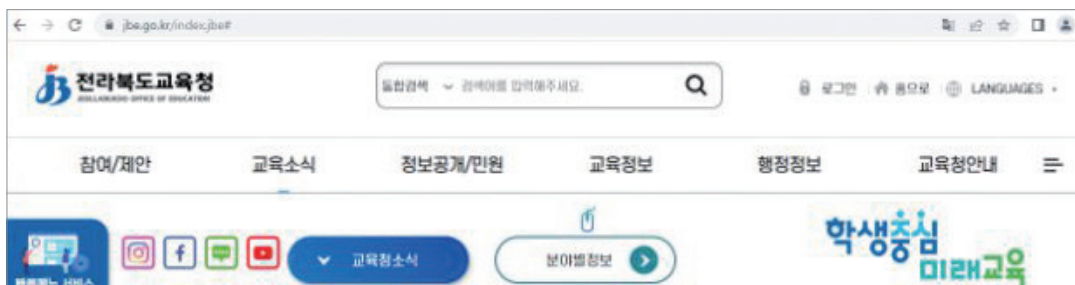 jbe.go.kr/index.jbe#
전라북도교육청
JEOLLABUKDO OFFICE OF EDUCATION
통합검색 검색어를 입력해주세요.
로그인 홈으로 LANGUAGES
참여/제안 교육소식 정보공개/민원 교육정보 행정정보 교육청안내
교육청소식 분야별정보
학생중심
미래교육